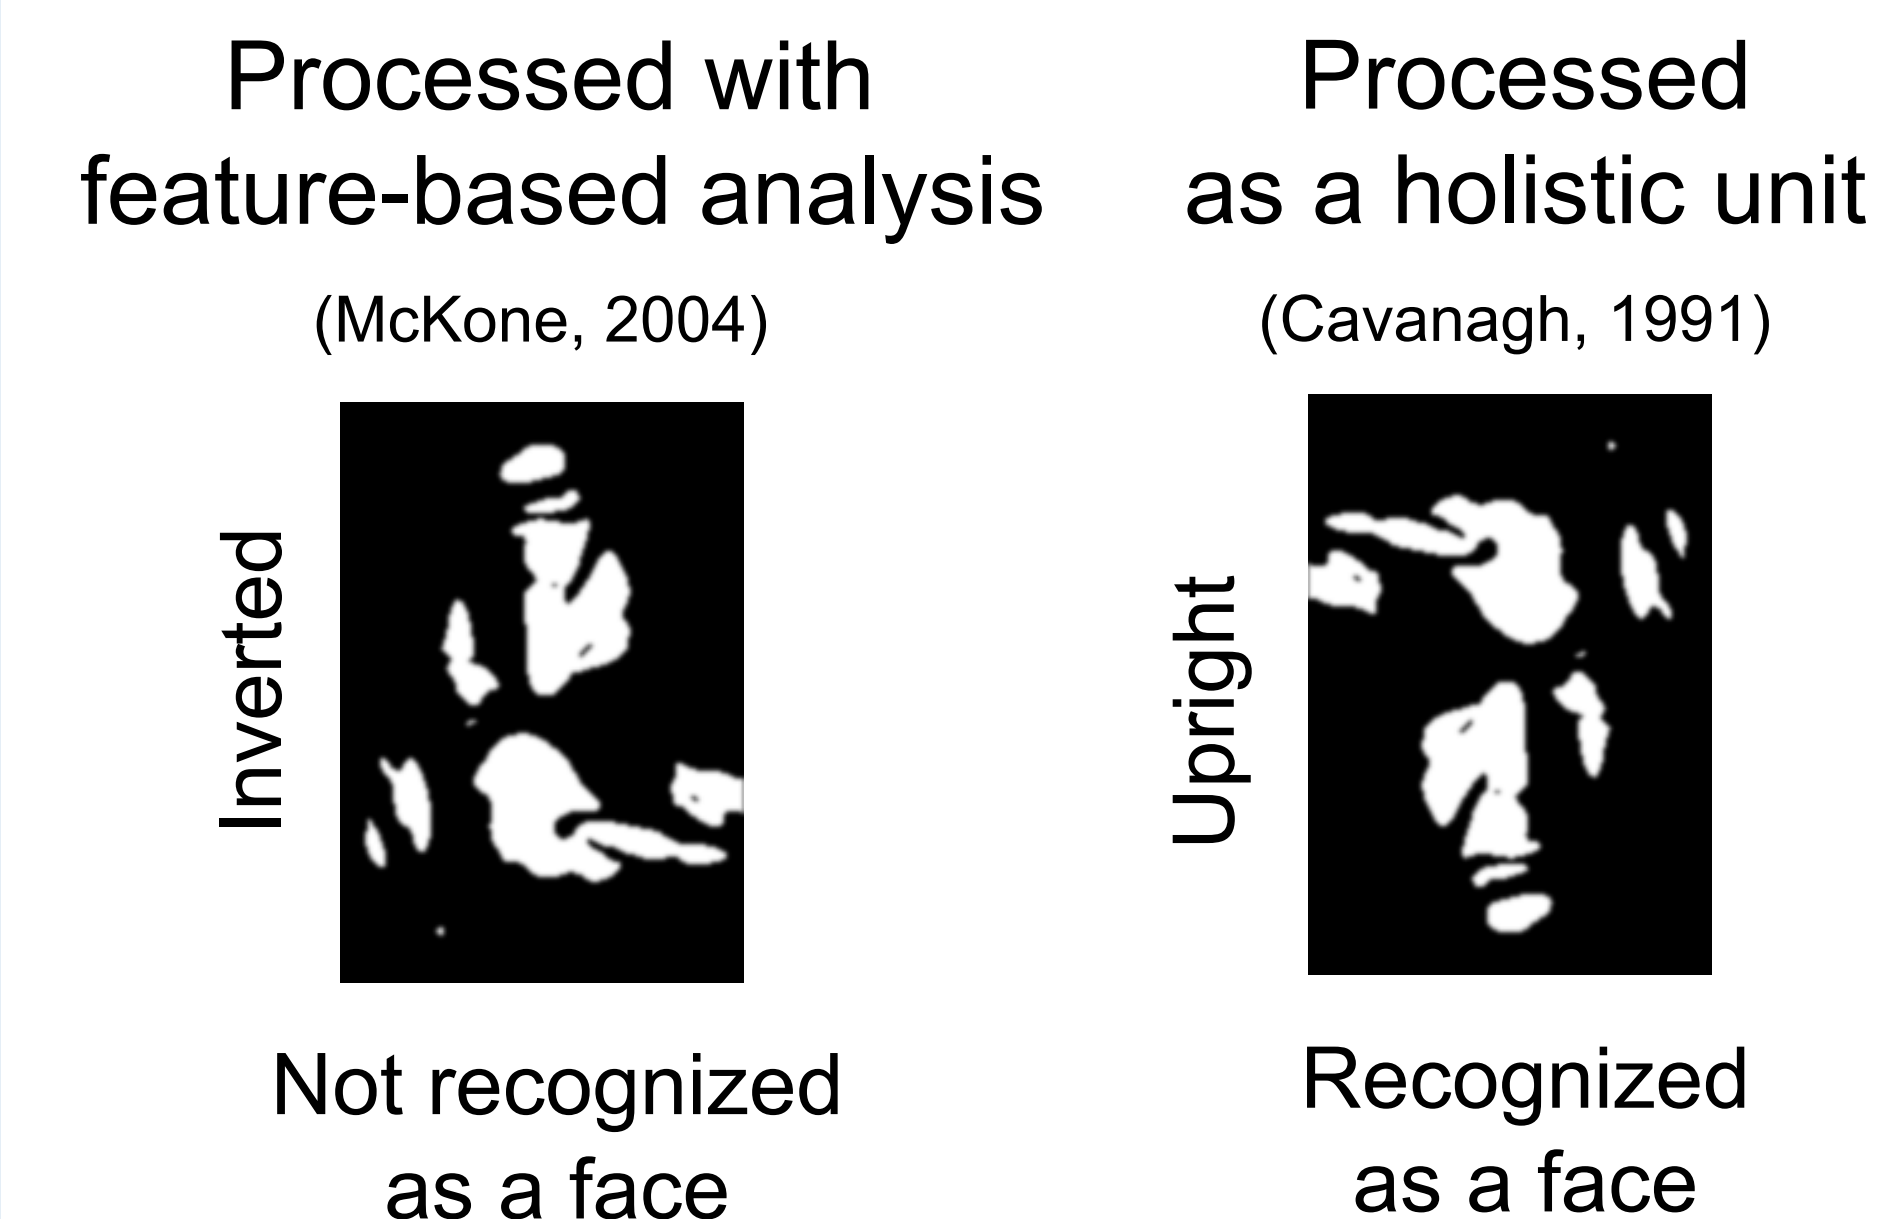 Processed with
feature-based analysis
(McKone, 2004)
Inverted
Not recognized
as a face
Processed
as a holistic unit
(Cavanagh, 1991)
Upright
Recognized
as a face